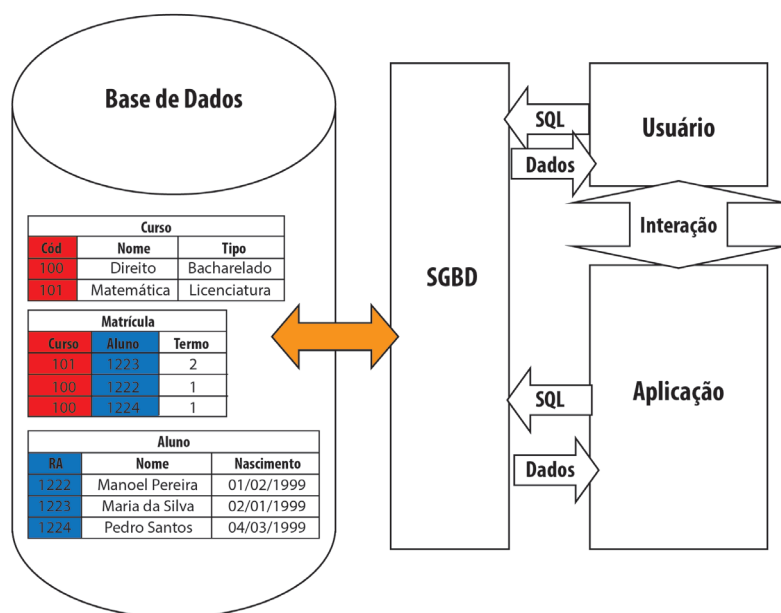 Base de Dados
Curso
Cód Nome Tipo
100 Direito Bacharelado
101 Matemática Licenciatura
Matrícula
Curso Aluno Termo
101 1223 2
100 1222 1
100 1224 1
Aluno
RA Nome Nascimento
1222 Manoel Pereira 01/02/1999
1223 Maria da Silva 02/01/1999
1224 Pedro Santos 04/03/1999
SGBD
SQL
Dados
Usuário
Interação
SQL
Dados
Aplicação